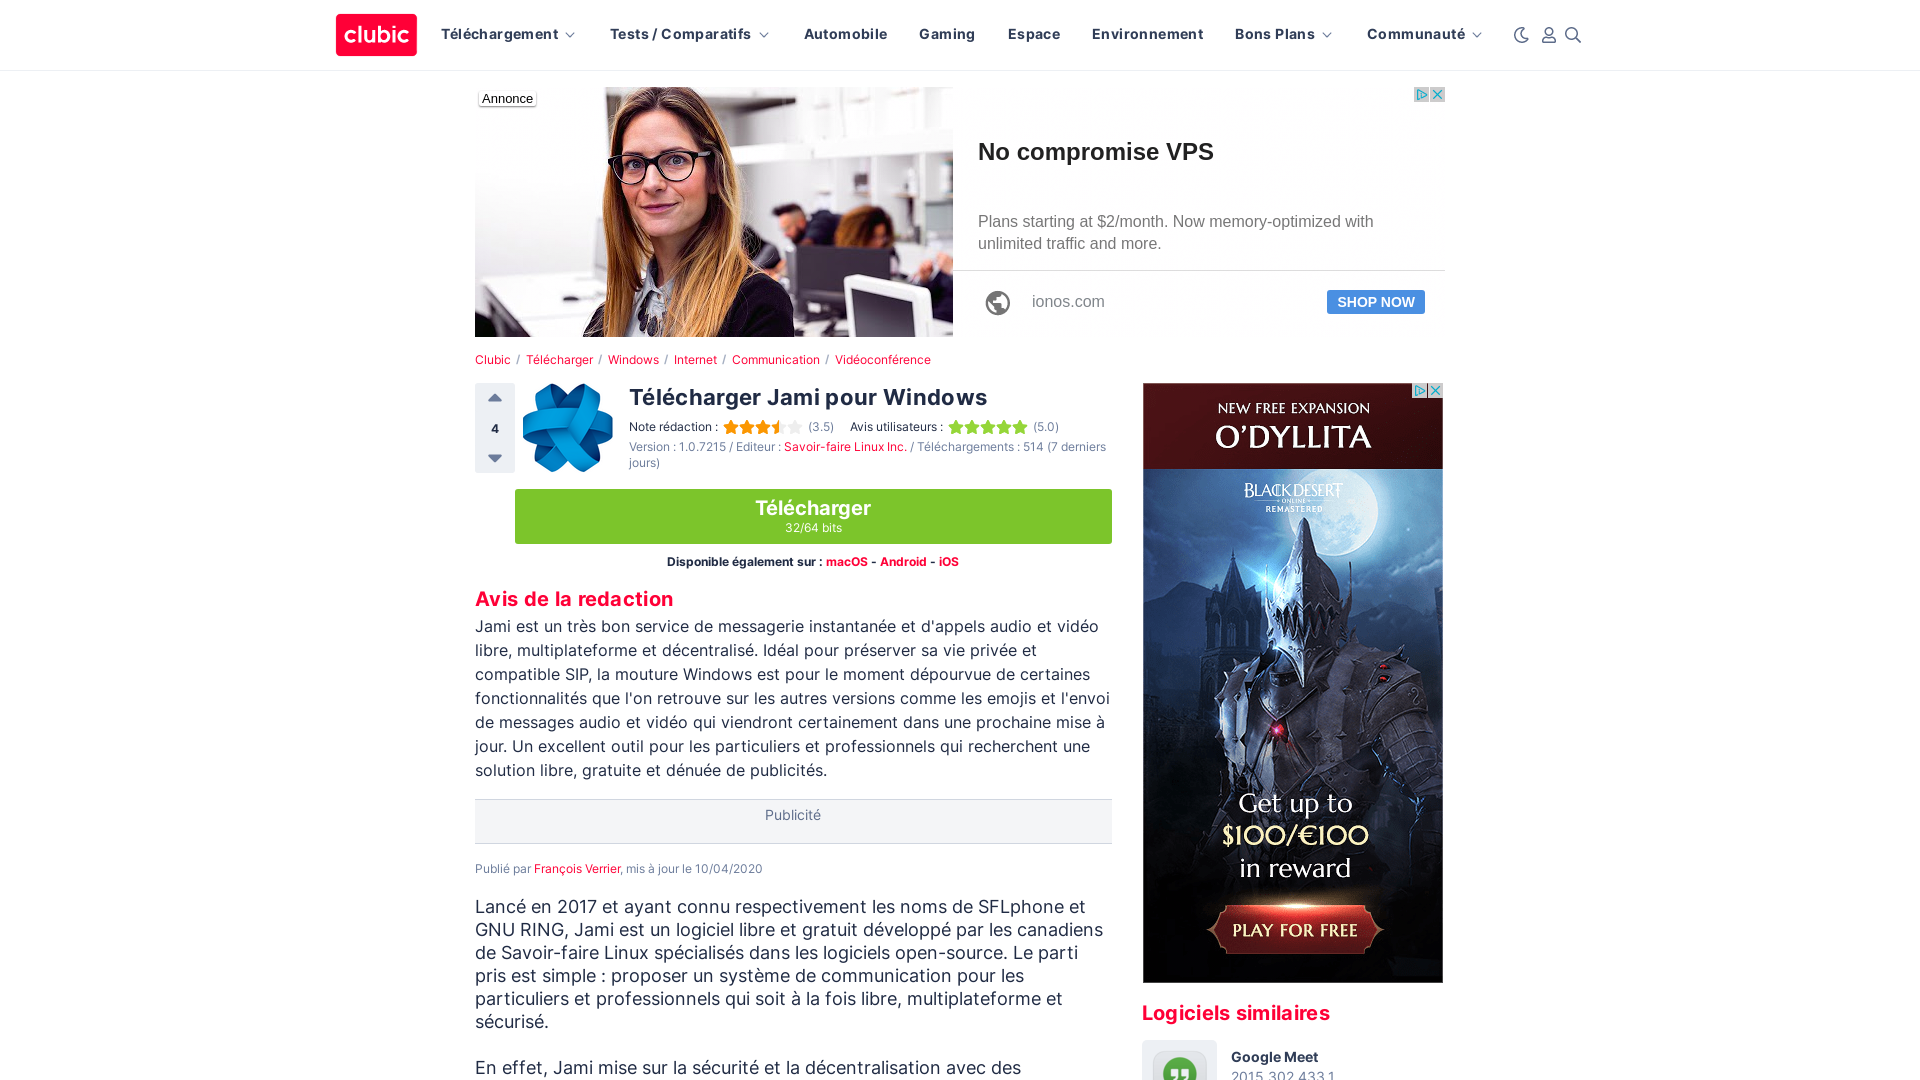 clubic
Téléchargement
Tests / Comparatifs
Automobile
Gaming
Espace
Environnement
Bons Plans
Communauté
Annonce
No compromise VPS
Plans starting at $2/month. Now memory-optimized with
unlimited traffic and more.
ionos.com
SHOP NOW
Clubic / Télécharger / Windows / Internet / Communication / Vidéoconférence
4
Télécharger Jami pour Windows
Note rédaction : (3.5) Avis utilisateurs : (5.0)
Version : 1.0.7215 / Editeur : Savoir-faire Linux Inc. / Téléchargements : 514 (7 derniers
jours)
Télécharger
32/64 bits
Disponible également sur : macOS - Android - iOS
Avis de la redaction
Jami est un très bon service de messagerie instantanée et d'appels audio et vidéo
libre, multiplateforme et décentralisé. Idéal pour préserver sa vie privée et
compatible SIP, la mouture Windows est pour le moment dépourvue de certaines
fonctionnalités que l'on retrouve sur les autres versions comme les emojis et l'envoi
de messages audio et vidéo qui viendront certainement dans une prochaine mise à
jour. Un excellent outil pour les particuliers et professionnels qui recherchent une
solution libre, gratuite et dénuée de publicités.
Publicité
Publié par François Verrier, mis à jour le 10/04/2020
Lancé en 2017 et ayant connu respectivement les noms de SFLphone et
GNU RING, Jami est un logiciel libre et gratuit développé par les canadiens
de Savoir-faire Linux spécialisés dans les logiciels open-source. Le parti
pris est simple : proposer un système de communication pour les
particuliers et professionnels qui soit à la fois libre, multiplateforme et
sécurisé.
En effet, Jami mise sur la sécurité et la décentralisation avec des
NEW FREE EXPANSION
O'DYLLITA
BLACK DESERT
ONLINE
REMASTERED
Get up to
$100/€100
in reward
PLAY FOR FREE
Logiciels similaires
Google Meet
2015.302.433.1